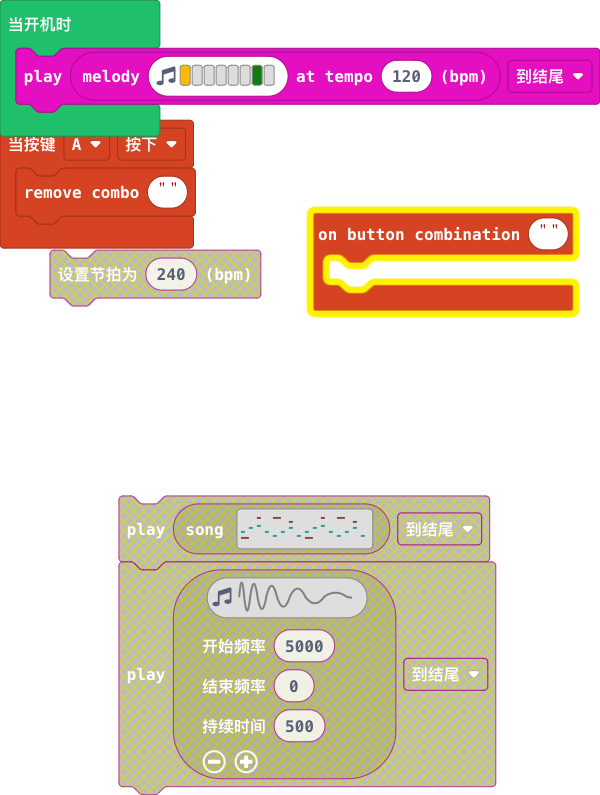 当开机时
play melody at tempo 120 (bpm) 到结尾
当按键 A 按下
remove combo " "
on button combination " "
设置节拍为 240 (bpm)
play song 到结尾
开始频率 5000
play 到结尾
结束频率 0
持续时间 500